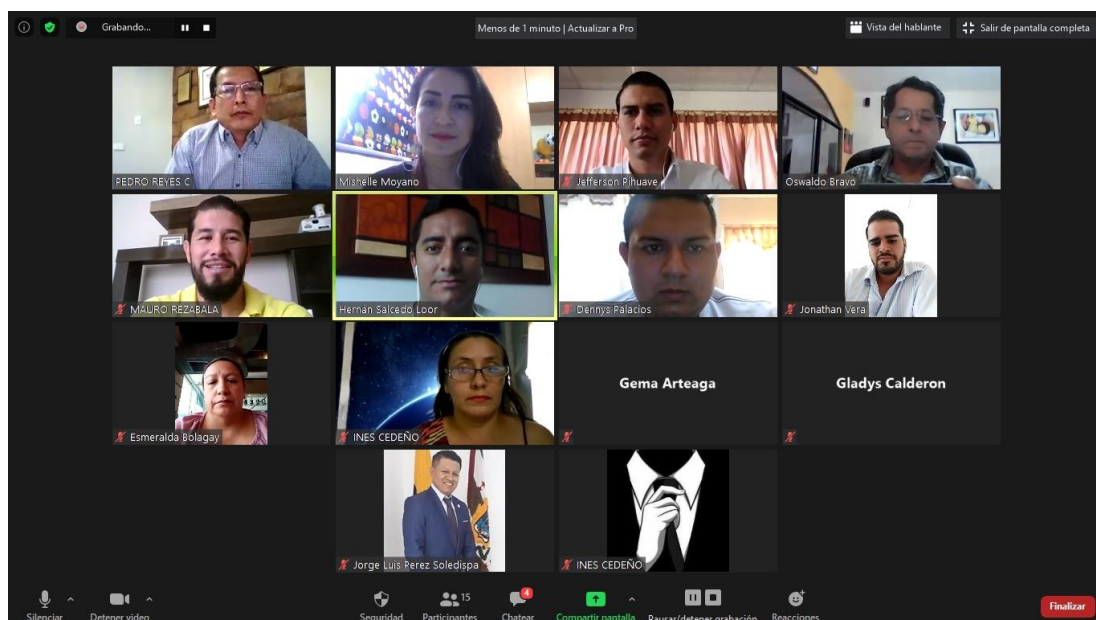 Grabando...
Menos de 1 minuto | Actualizar a Pro
Vista del hablante
Salir de pantalla completa
PEDRO REYES C
Mishelle Moyano
Jefferson Pihuave
Oswaldo Bravo
MAURO REZABALA
Hernán Salcedo Loor
Dennys Palacios
Jonathan Vera
Esmeralda Bolagay
INES CEDEÑO
Gema Arteaga
Gladys Calderon
Jorge Luis Perez Soledispa
INES CEDEÑO
Silenciar
Detener video
Seguridad
15
Participantes
4
Chatear
Compartir pantalla
Pausar/detener grabación
Reacciones
Finalizar